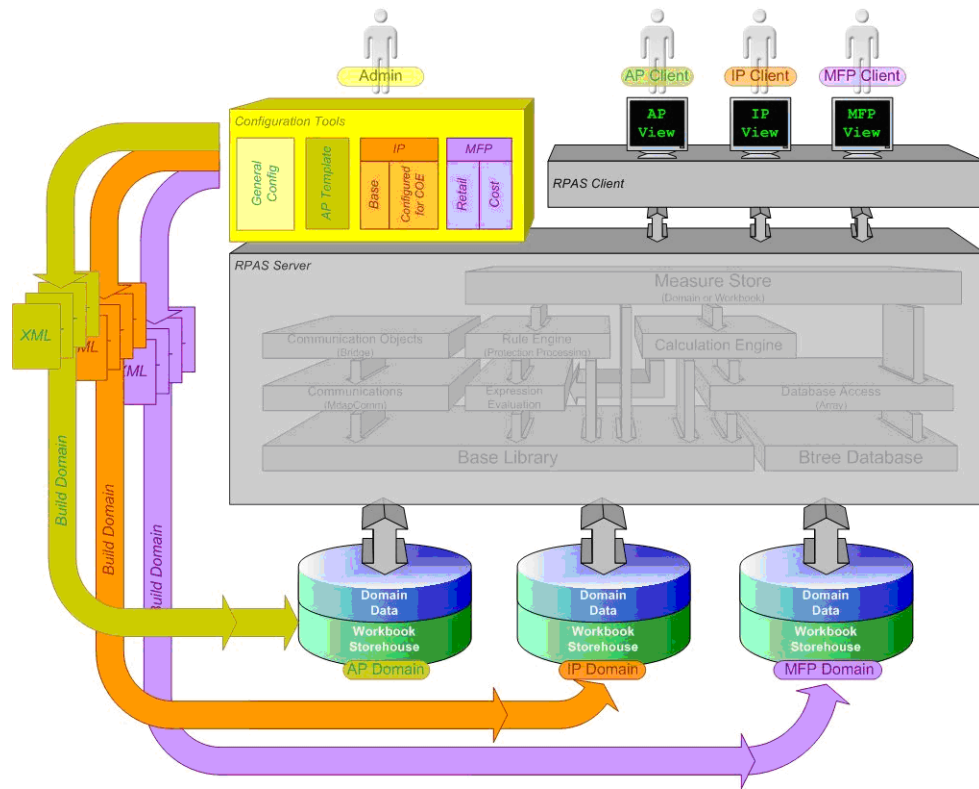 Admin
AP Client
IP Client
MFP Client
AP
View
IP
View
MFP
View
Configuration Tools
General
Config
AP Template
IP
Base
Configured
for COE
MFP
Retail
Cost
RPAS Client
RPAS Server
Measure Store
(Domain or Workbook)
Communication Objects
(Bridge)
Rule Engine
(Protection Processing)
Calculation Engine
Communications
(MdapComm)
Expression
Evaluation
Database Access
(Array)
Base Library
Btree Database
XML
XML
XML
Build Domain
Build Domain
Build Domain
Domain
Data
Workbook
Storehouse
AP Domain
Domain
Data
Workbook
Storehouse
IP Domain
Domain
Data
Workbook
Storehouse
MFP Domain